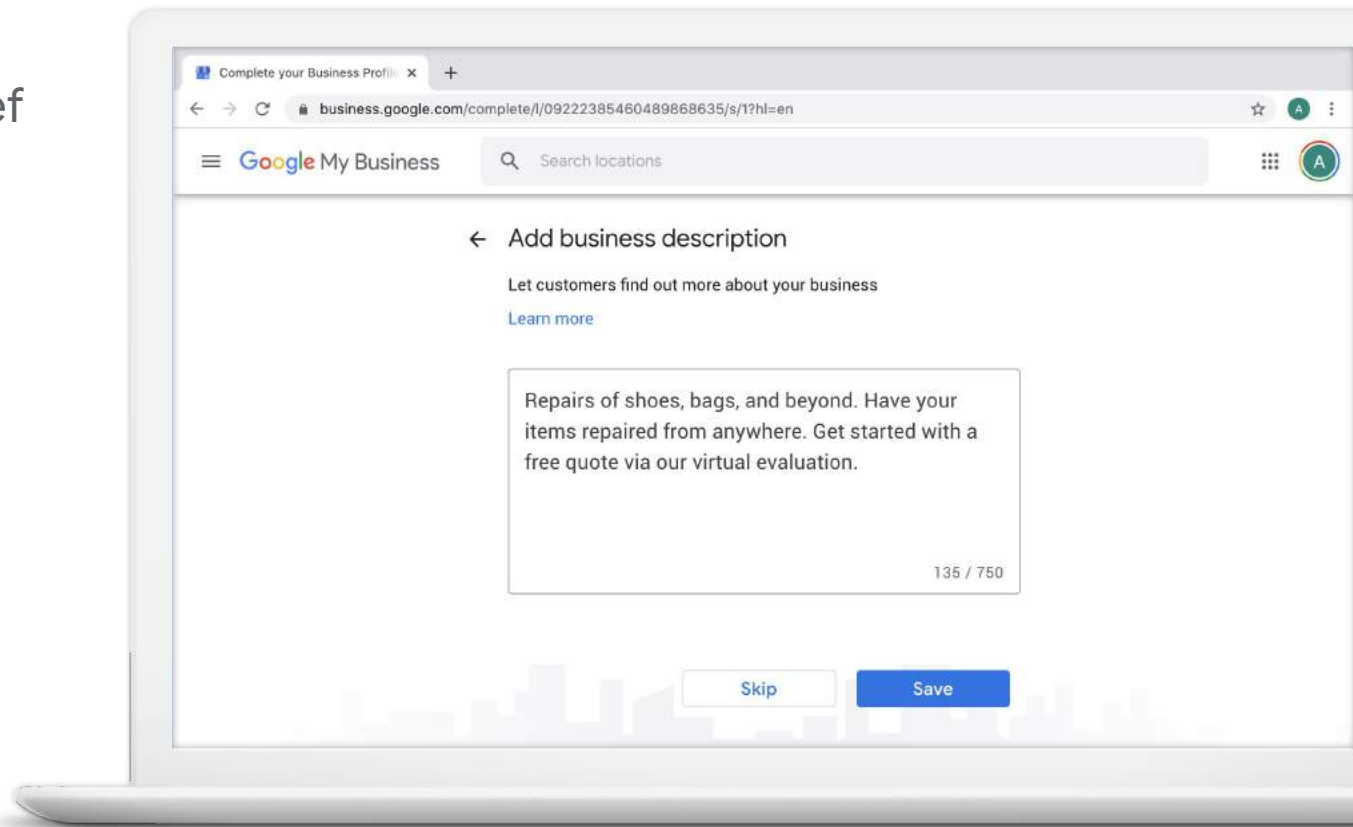 ef
Complete your Business Profil
business.google.com/complete/l/09222385460489868635/s/1?hl=en
A
Google My Business
Search locations
A
Add business description
Let customers find out more about your business
Learn more
Repairs of shoes, bags, and beyond. Have your
items repaired from anywhere. Get started with a
free quote via our virtual evaluation.
135 / 750
Skip
Save